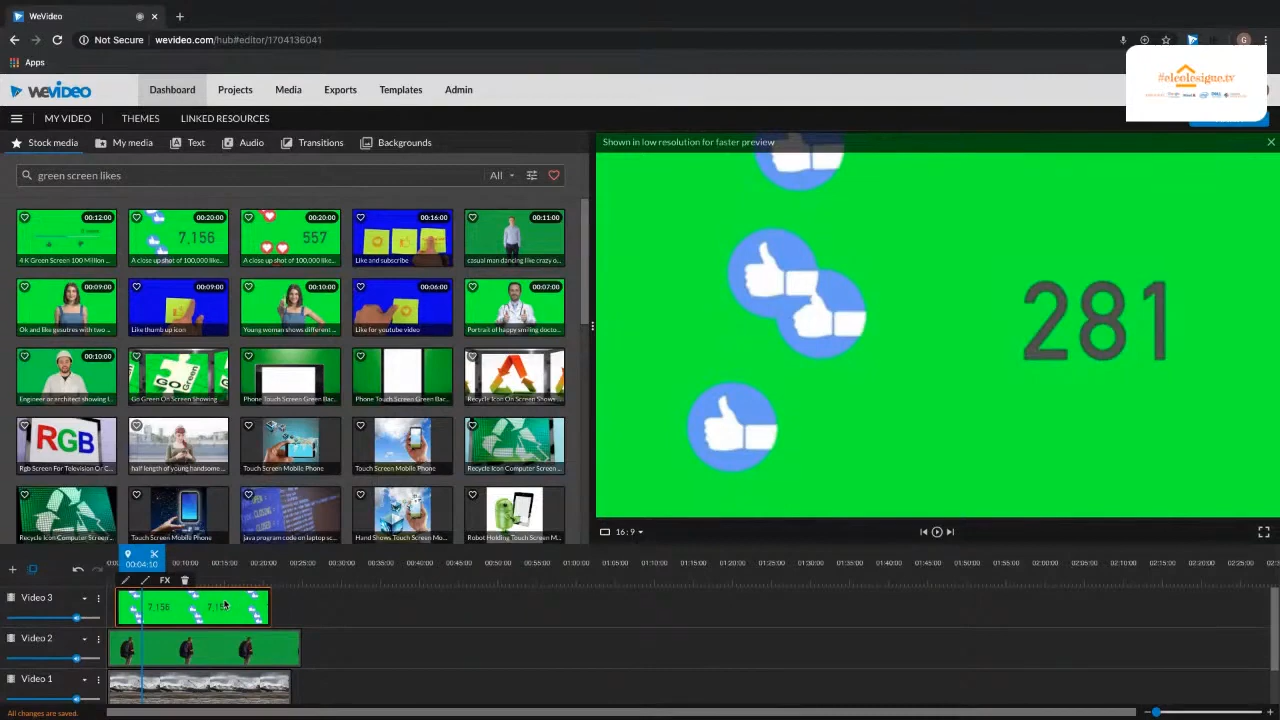 WeVideo
Not Secure
wevideo.com/hub#editor/1704136041
G
Apps
#eleolesigue.tv
WEVIDEO
Dashboard
Projects
Media
Exports
Templates
Admin
MY VIDEO
THEMES
LINKED RESOURCES
Stock media
My media
Text
Audio
Transitions
Backgrounds
Shown in low resolution for faster preview
green screen likes
All
00:12:00
4 K Green Screen 100 Million ...
00:20:00
7,156
A close up shot of 100,000 like...
00:20:00
557
A close up shot of 100,000 like...
00:16:00
Like and subscribe
00:11:00
casual man dancing like crazy o...
00:09:00
Ok and like gesutres with two ...
00:09:00
Like thumb up icon
00:10:00
Young woman shows different ...
00:06:00
Like for youtube video
00:07:00
Portrait of happy smiling docto...
00:10:00
Engineer or architect showing l...
GO
Green
Go Green On Screen Showing ...
Phone Touch Screen Green Bac...
Phone Touch Screen Green Bac...
Recycle Icon On Screen Shows...
RGB
Rgb Screen For Television Or C...
half length of young handsome ...
Touch Screen Mobile Phone
Touch Screen Mobile Phone
Recycle Icon Computer Screen ...
Recycle Icon Computer Screen...
Touch Screen Mobile Phone
java program code on laptop sc...
Hand Shows Touch Screen Mo...
Robot Holding Touch Screen M...
281
16:9
00:04:10
00:10:00
00:15:00
00:20:00
00:25:00
00:30:00
00:35:00
00:40:00
00:45:00
00:50:00
00:55:00
01:00:00
01:05:00
01:10:00
01:15:00
01:20:00
01:25:00
01:30:00
01:35:00
01:40:00
01:45:00
01:50:00
01:55:00
02:00:00
02:05:00
02:10:00
02:15:00
02:20:00
02:25:00
FX
Video 3
7,156
Video 2
Video 1
All changes are saved.